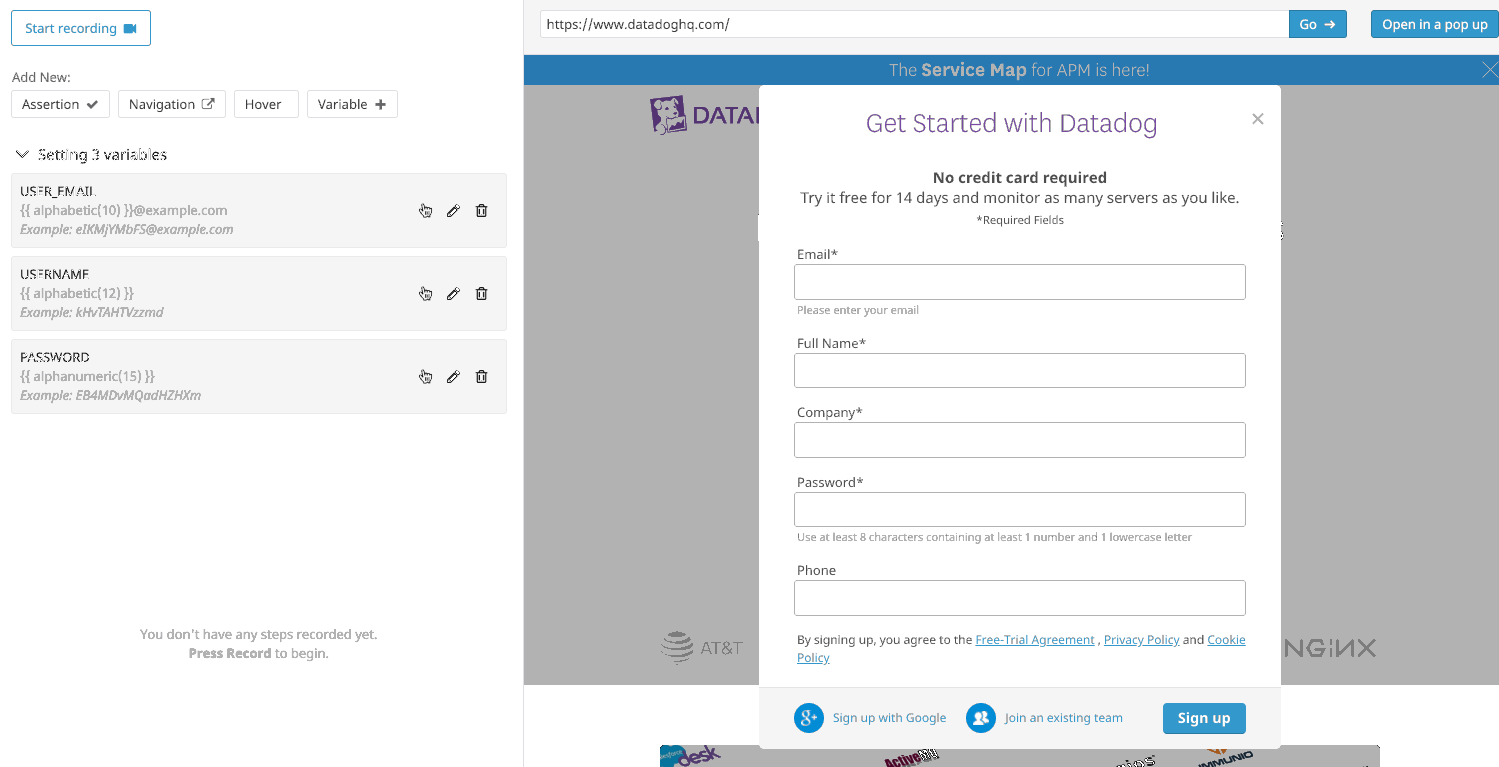 Start recording
Add New:
Assertion
Navigation
Hover
Variable
Setting 3 variables
USER_EMAIL
{{ alphabetic(10) }}@example.com
Example: eIKMjYMbFS@example.com
USERNAME
{{ alphabetic(12) }}
Example: kHvTAHTVzzmd
PASSWORD
{{ alphanumeric(15) }}
Example: EB4MDvMQadHZHXm
You don't have any steps recorded yet.
Press Record to begin.
https://www.datadoghq.com/
Go
Open in a pop up
The Service Map for APM is here!
DATA
Get Started with Datadog
No credit card required
Try it free for 14 days and monitor as many servers as you like.
*Required Fields
Email*
Please enter your email
Full Name*
Company*
Password*
Use at least 8 characters containing at least 1 number and 1 lowercase letter
Phone
By signing up, you agree to the Free-Trial Agreement , Privacy Policy and Cookie
Policy
AT&T
NGINX
g+ Sign up with Google
Join an existing team
Sign up
desk
IMMUNIO